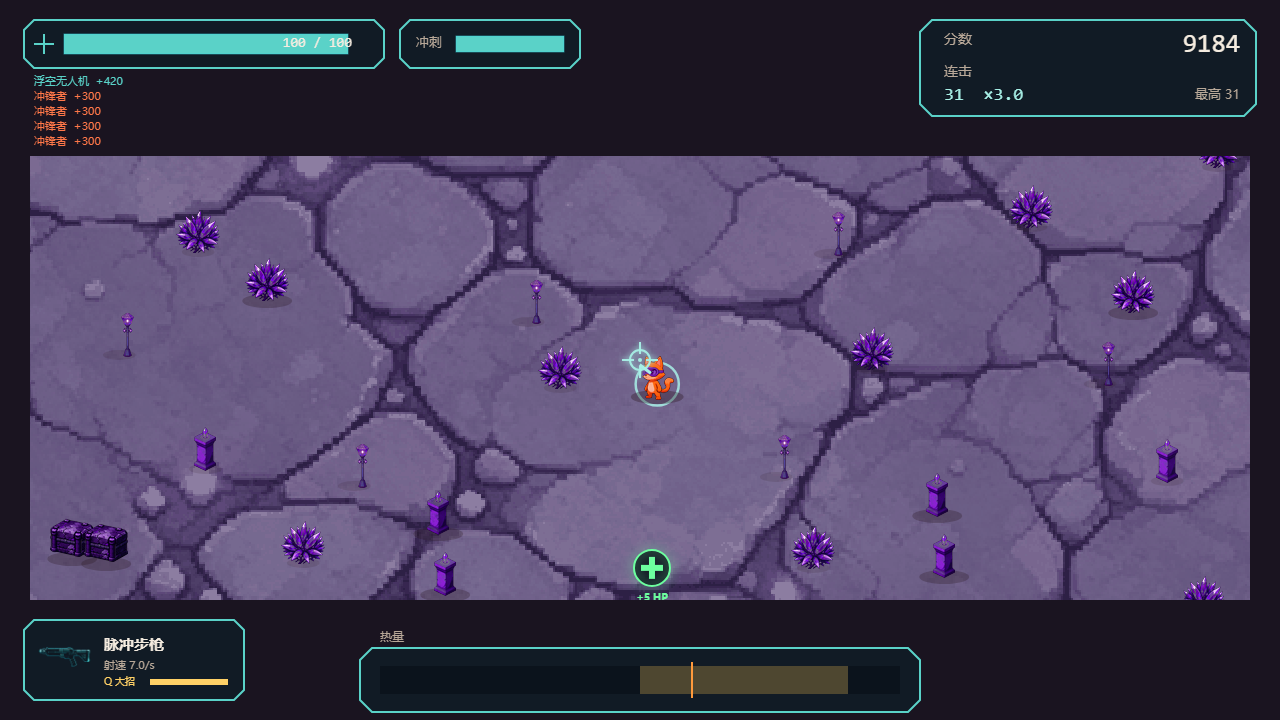 100 / 100
冲刺
浮空无人机 +420
冲锋者 +300
冲锋者 +300
冲锋者 +300
冲锋者 +300
分数 9184
连击
31 ×3.0 最高 31
+5 HP
脉冲步枪
射速 7.0/s
Q 大招
热量